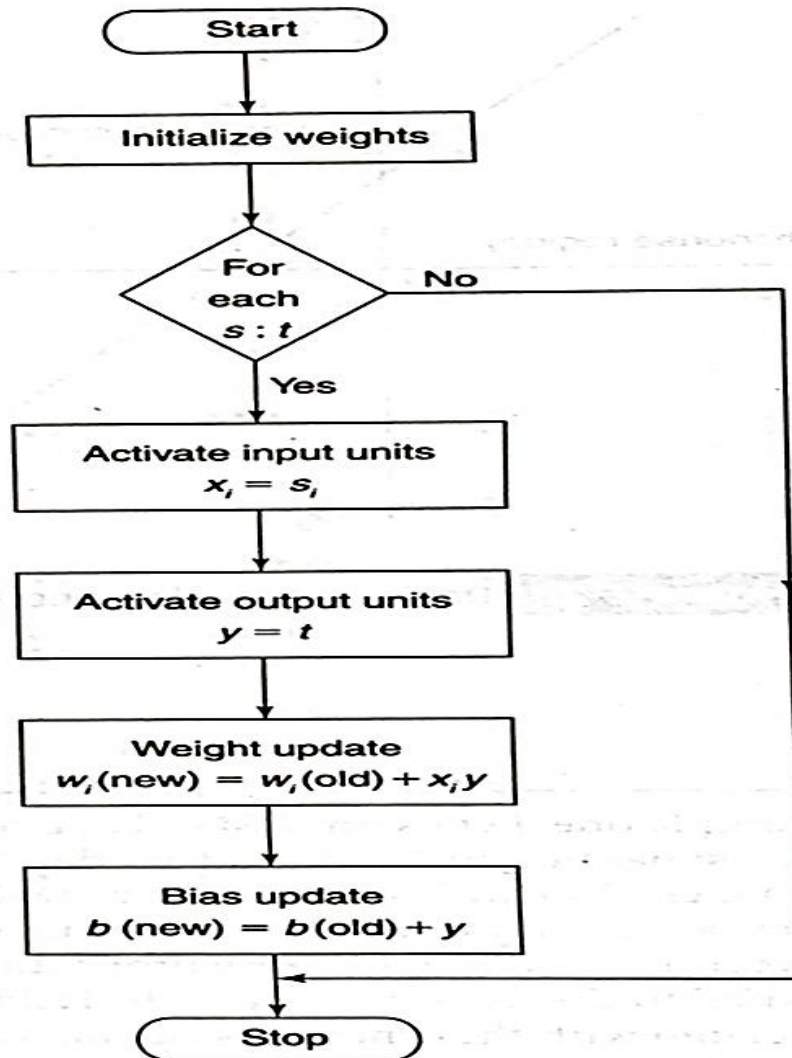 Start
Initialize weights
For
each
s : t
No
Yes
Activate input units
xᵢ = sᵢ
Activate output units
y = t
Weight update
wᵢ(new) = wᵢ(old) + xᵢ y
Bias update
b (new) = b(old) + y
Stop